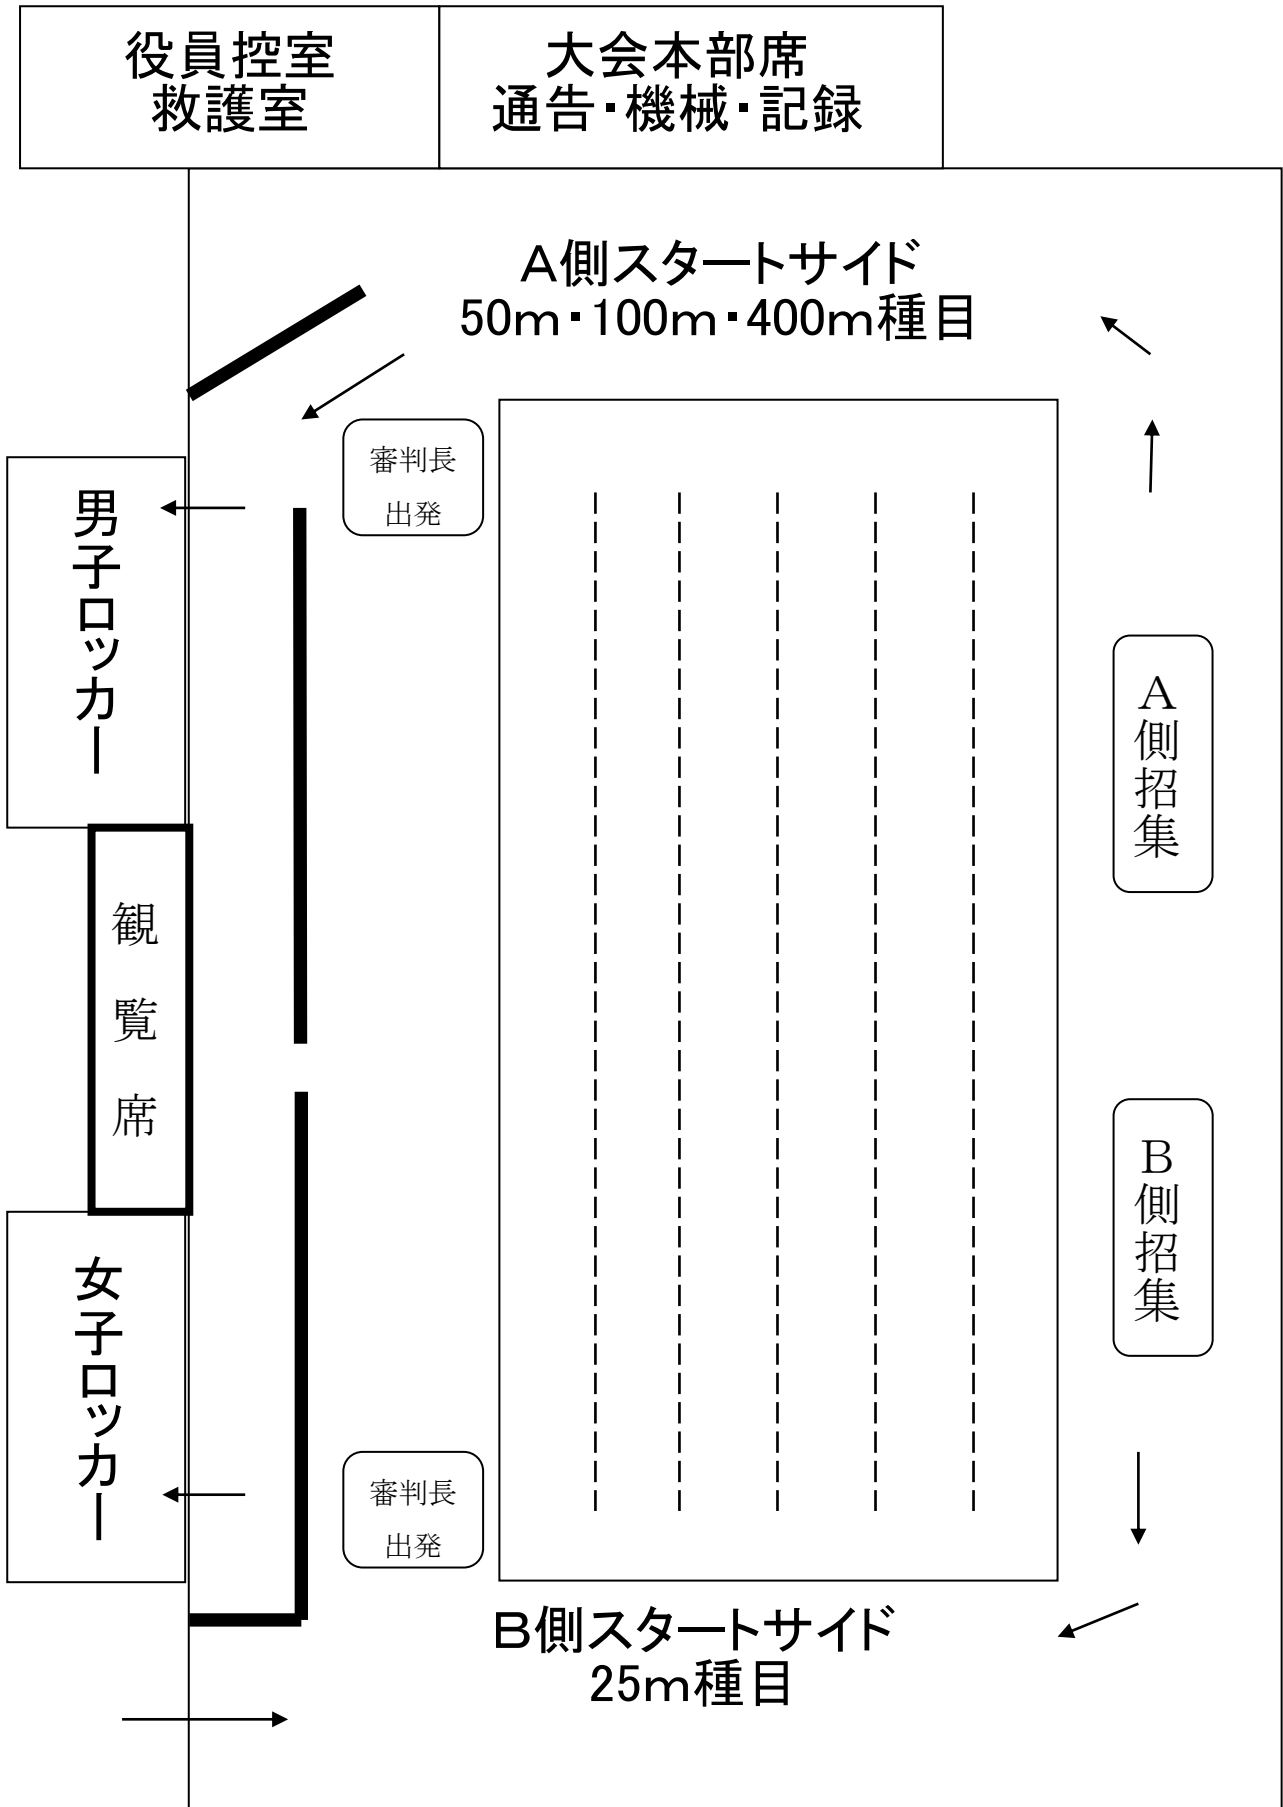 役員控室
救護室
大会本部席
通告・機械・記録
A側スタートサイド
50m・100m・400m種目
審判長
出発
男子ロッカー
A側招集
観覧席
B側招集
女子ロッカー
審判長
出発
B側スタートサイド
25m種目